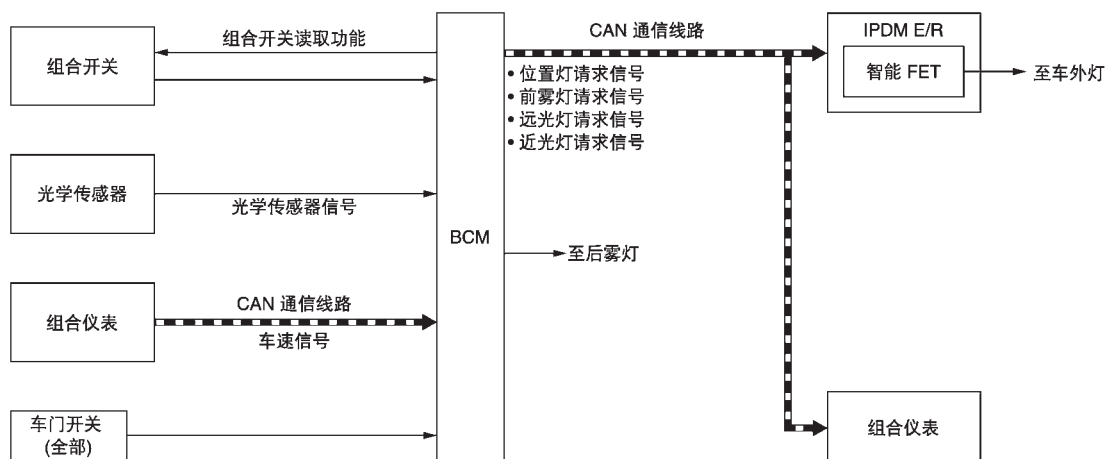 组合开关
组合开关读取功能
光学传感器
光学传感器信号
组合仪表
CAN 通信线路
车速信号
车门开关
(全部)
BCM
CAN 通信线路
• 位置灯请求信号
• 前雾灯请求信号
• 远光灯请求信号
• 近光灯请求信号
至后雾灯
IPDM E/R
智能 FET
至车外灯
组合仪表